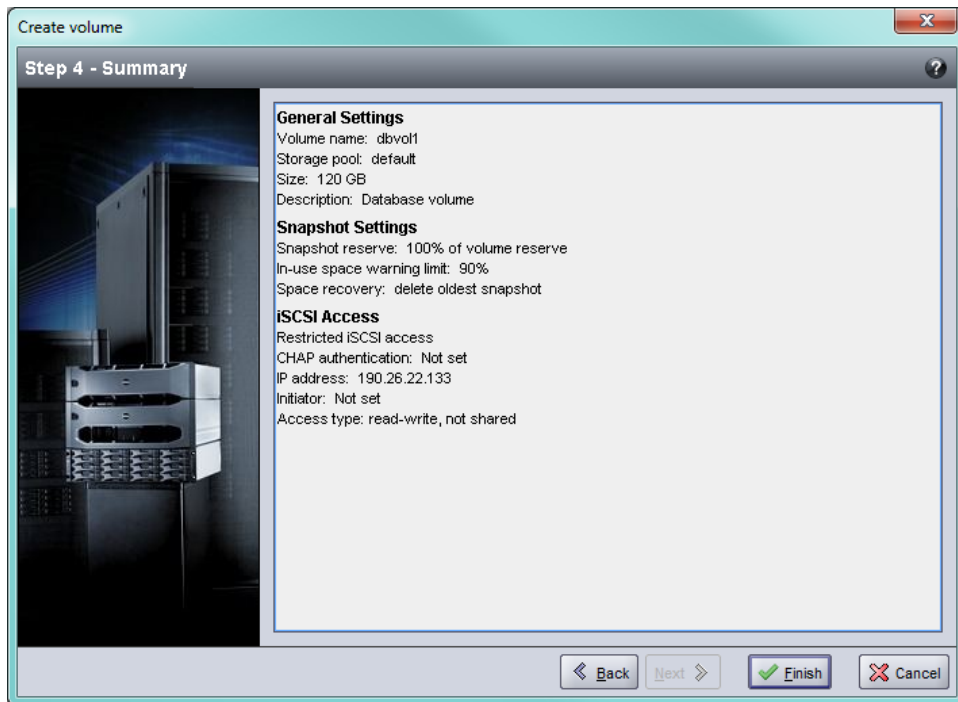 Create volume
Step 4 - Summary
?
General Settings
Volume name: dbvol1
Storage pool: default
Size: 120 GB
Description: Database volume
Snapshot Settings
Snapshot reserve: 100% of volume reserve
In-use space warning limit: 90%
Space recovery: delete oldest snapshot
iSCSI Access
Restricted iSCSI access
CHAP authentication: Not set
IP address: 190.26.22.133
Initiator: Not set
Access type: read-write, not shared
Back Next Finish Cancel